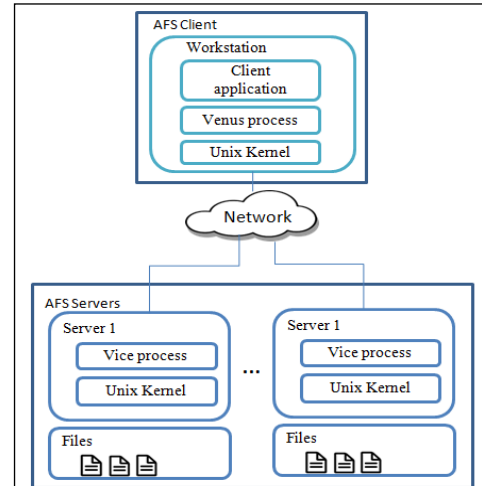 AFS Client
Workstation
Client
application
Venus process
Unix Kernel
Network
AFS Servers
Server 1
Vice process
Unix Kernel
Files
...
Server 1
Vice process
Unix Kernel
Files